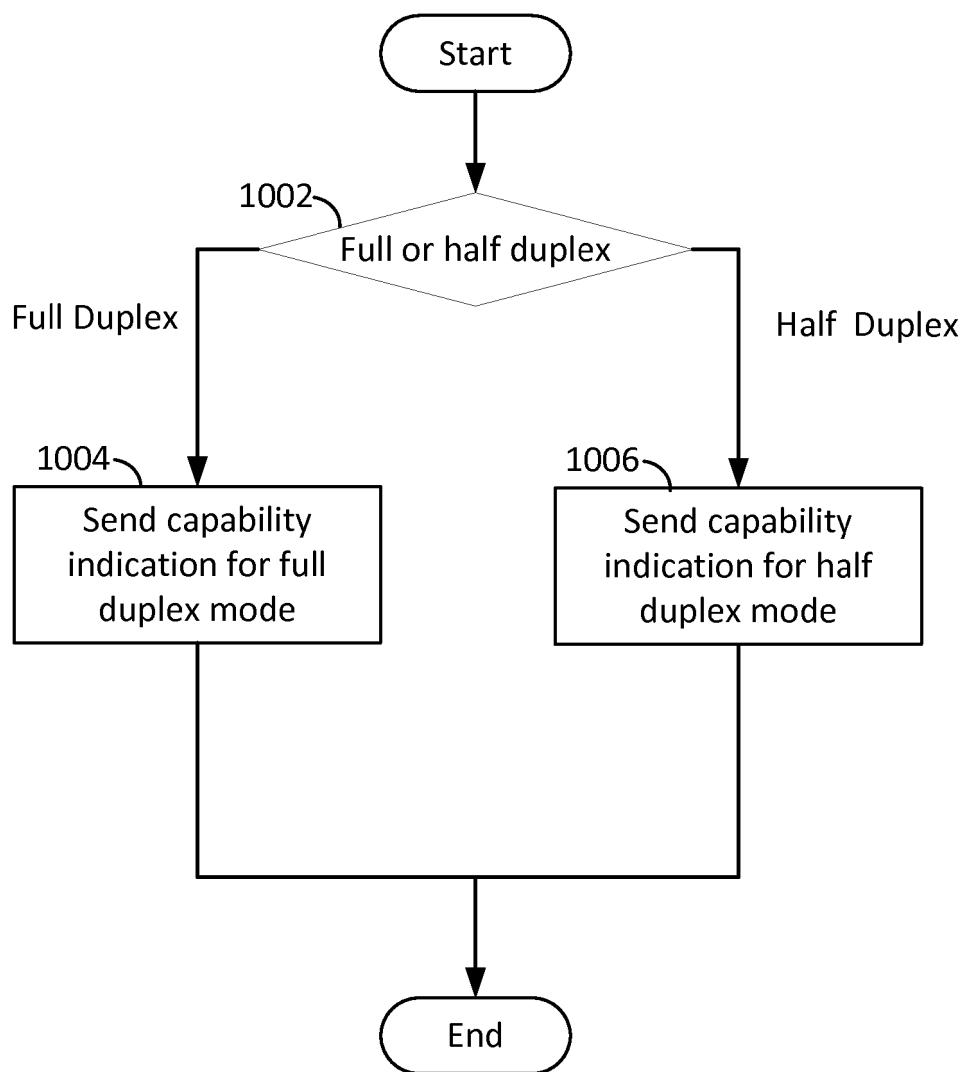 Start
1002
Full or half duplex
Full Duplex
Half Duplex
1004
Send capability
indication for full
duplex mode
1006
Send capability
indication for half
duplex mode
End